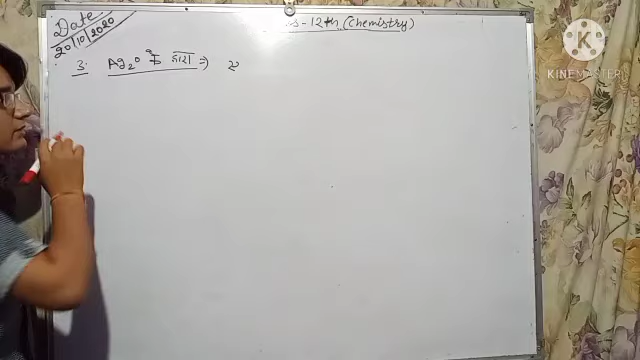 Date
20/10/2020
s-12th (Chemistry)
3. Ag₂O के द्वारा ⇒
KINEMASTER